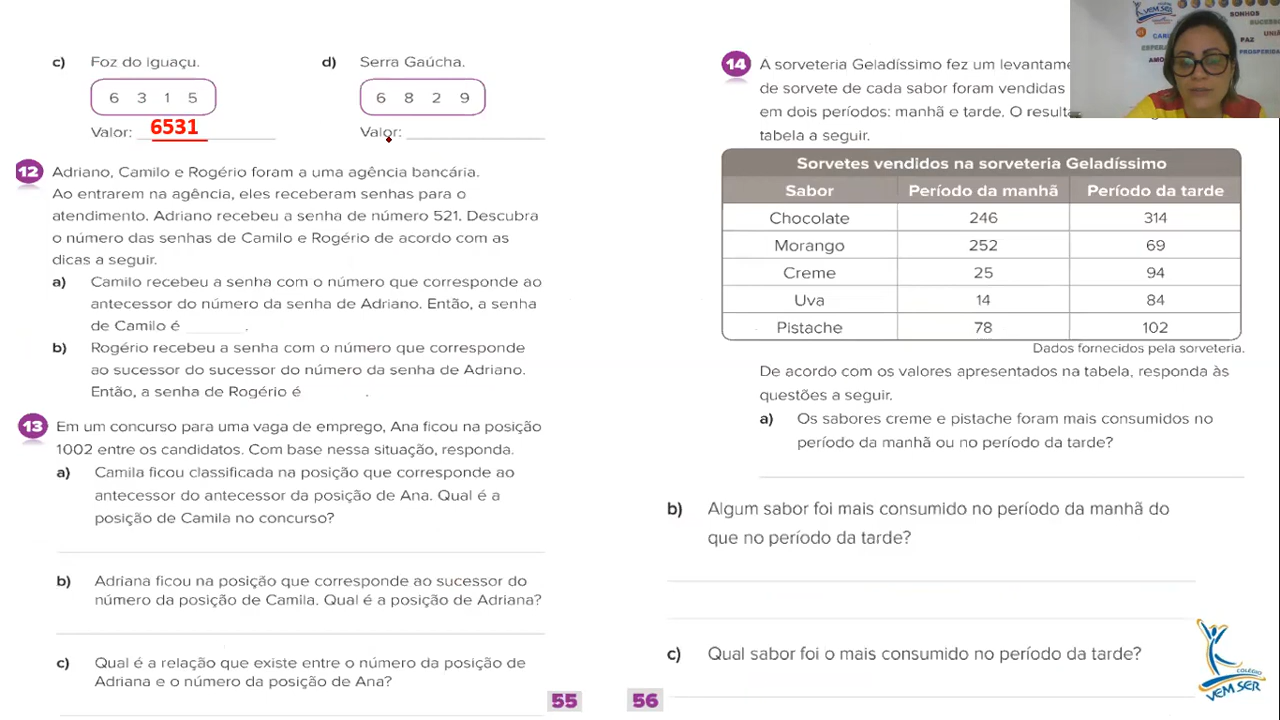 c) Foz do iguaçu.
6 3 1 5
Valor: 6531
d) Serra Gaúcha.
6 8 2 9
Valor:
12 Adriano, Camilo e Rogério foram a uma agência bancária.
Ao entrarem na agência, eles receberam senhas para o
atendimento. Adriano recebeu a senha de número 521. Descubra
o número das senhas de Camilo e Rogério de acordo com as
dicas a seguir.
a) Camilo recebeu a senha com o número que corresponde ao
antecessor do número da senha de Adriano. Então, a senha
de Camilo é ______.
b) Rogério recebeu a senha com o número que corresponde
ao sucessor do sucessor do número da senha de Adriano.
Então, a senha de Rogério é .
13 Em um concurso para uma vaga de emprego, Ana ficou na posição
1002 entre os candidatos. Com base nessa situação, responda.
a) Camila ficou classificada na posição que corresponde ao
antecessor do antecessor da posição de Ana. Qual é a
posição de Camila no concurso?
b) Adriana ficou na posição que corresponde ao sucessor do
número da posição de Camila. Qual é a posição de Adriana?
c) Qual é a relação que existe entre o número da posição de
Adriana e o número da posição de Ana?
55
14 A sorveteria Geladíssimo fez um
de sorvete de cada sabor foram vendidas
em dois períodos: manhã e tarde. O
tabela a seguir.
Sorvetes vendidos na sorveteria Geladíssimo
Sabor Período da manhã Período da tarde
Chocolate 246 314
Morango 252 69
Creme 25 94
Uva 14 84
Pistache 78 102
Dados fornecidos pela sorveteria.
De acordo com os valores apresentados na tabela, responda às
questões a seguir.
a) Os sabores creme e pistache foram mais consumidos no
período da manhã ou no período da tarde?
b) Algum sabor foi mais consumido no período da manhã do
que no período da tarde?
c) Qual sabor foi o mais consumido no período da tarde?
56
COLÉGIO
VEM SER
VEM SER
SONHOS
PAZ